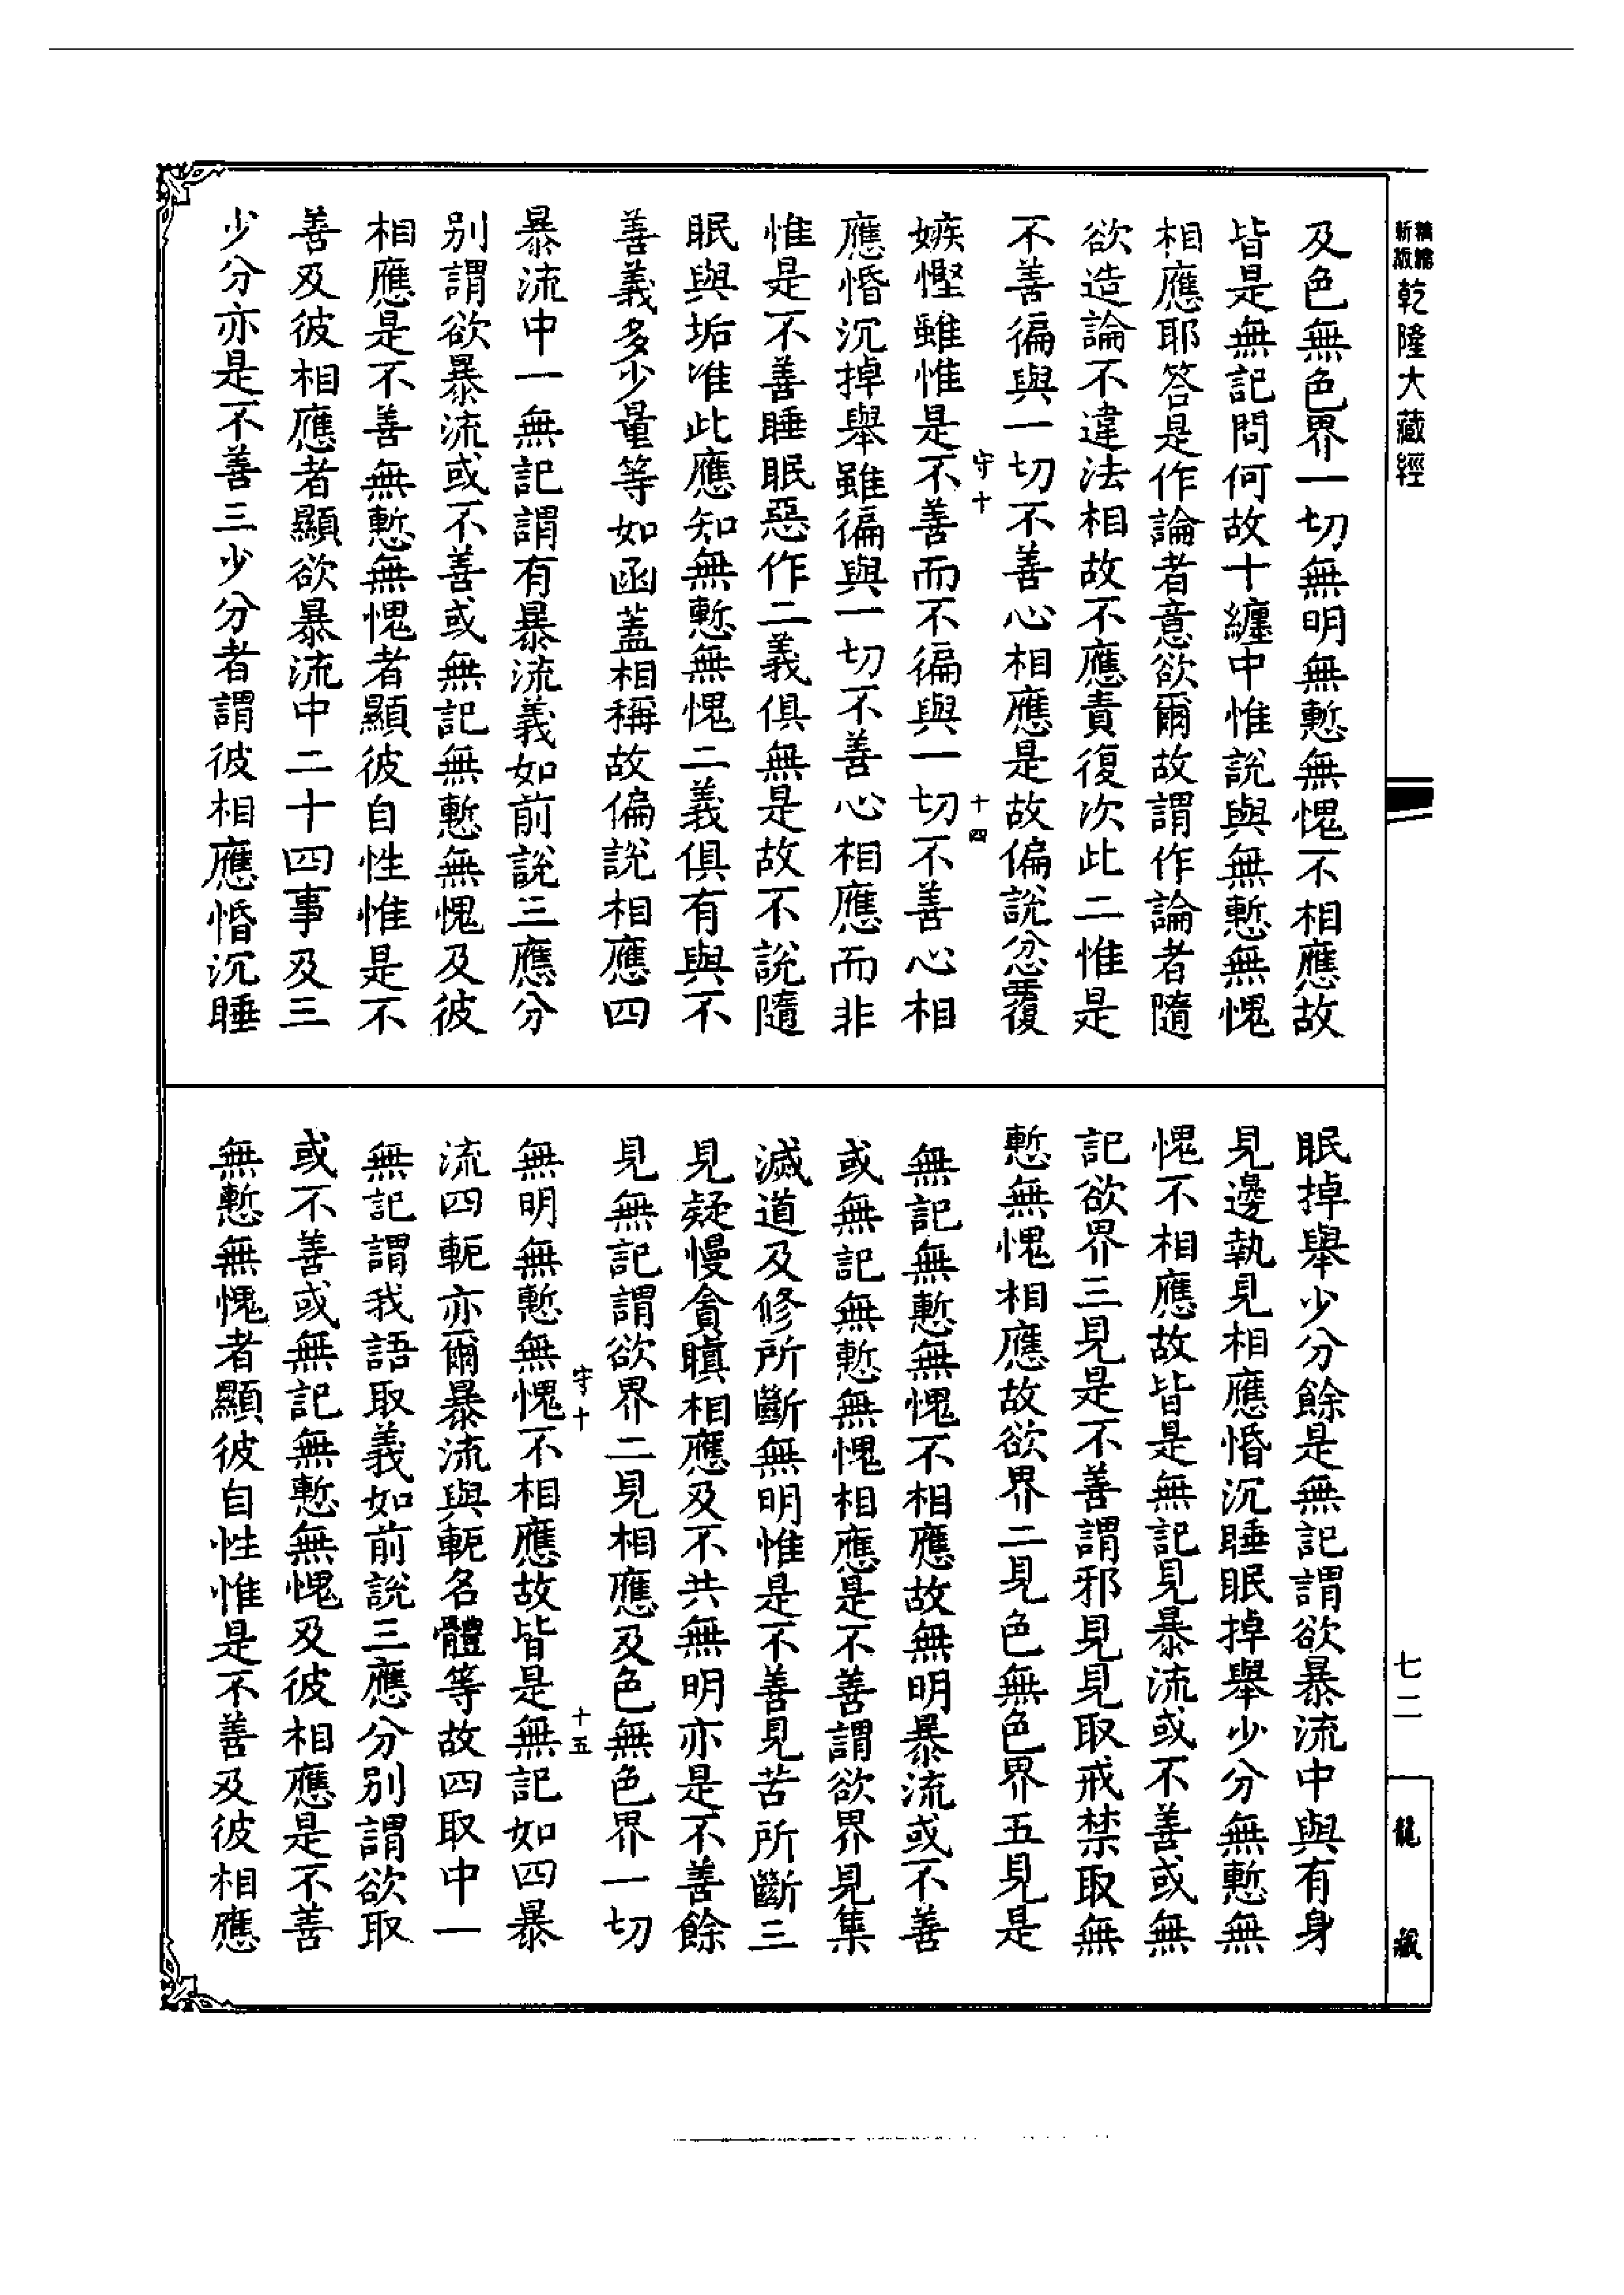 新版
精縮
乾隆大藏經
及色無色界一切無明無慙無愧不相應故
皆是無記問何故十纏中惟說與無慙無愧
相應耶答是作論者意欲爾故謂作論者隨
欲造論不違法相故不應責復次此二惟是
不善徧與一切不善心相應是故偏說忿覆
守十
十四
嫉慳雖惟是不善而不徧與一切不善心相
應惛沉掉舉雖徧與一切不善心相應而非
惟是不善睡眠惡作二義俱無是故不說隨
眠與垢准此應知無慙無愧二義俱有與不
善義多少量等如函蓋相稱故偏說相應四
暴流中一無記謂有暴流義如前說三應分
別謂欲暴流或不善或無記無慙無愧及彼
相應是不善無慙無愧者顯彼自性惟是不
善及彼相應者顯欲暴流中二十四事及三
少分亦是不善三少分者謂彼相應惛沉睡
眠掉舉少分餘是無記謂欲暴流中與有身
見邊執見相應惛沉睡眠掉舉少分無慙無
愧不相應故皆是無記見暴流或不善或無
記欲界三見是不善謂邪見見取戒禁取無
慙無愧相應故欲界二見色無色界五見是
無記無慙無愧不相應故無明暴流或不善
或無記無慙無愧相應是不善謂欲界見集
滅道及修所斷無明惟是不善見苦所斷三
見疑慢貪瞋相應及不共無明亦是不善餘
見無記謂欲界二見相應及色無色界一切
守十
十五
無明無慙無愧不相應故皆是無記如四暴
流四軛亦爾暴流與軛名體等故四取中一
無記謂我語取義如前說三應分別謂欲取
或不善或無記無慙無愧及彼相應是不善
無慙無愧者顯彼自性惟是不善及彼相應
七二
龍藏